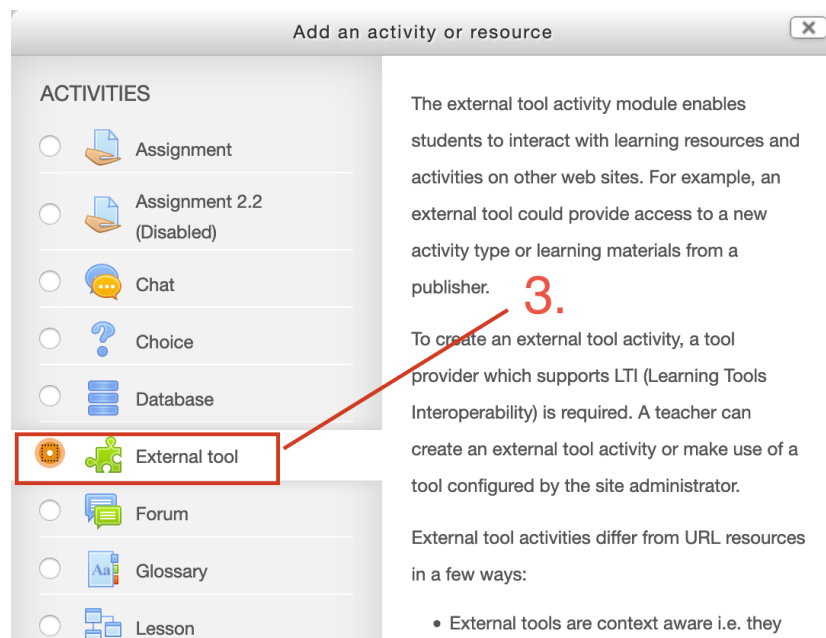 Add an activity or resource
ACTIVITIES
Assignment
Assignment 2.2
(Disabled)
Chat
Choice
Database
External tool
Forum
Aa
Glossary
Lesson
The external tool activity module enables
students to interact with learning resources and
activities on other web sites. For example, an
external tool could provide access to a new
activity type or learning materials from a
publisher.
3.
To create an external tool activity, a tool
provider which supports LTI (Learning Tools
Interoperability) is required. A teacher can
create an external tool activity or make use of a
tool configured by the site administrator.
External tool activities differ from URL resources
in a few ways:
• External tools are context aware i.e. they